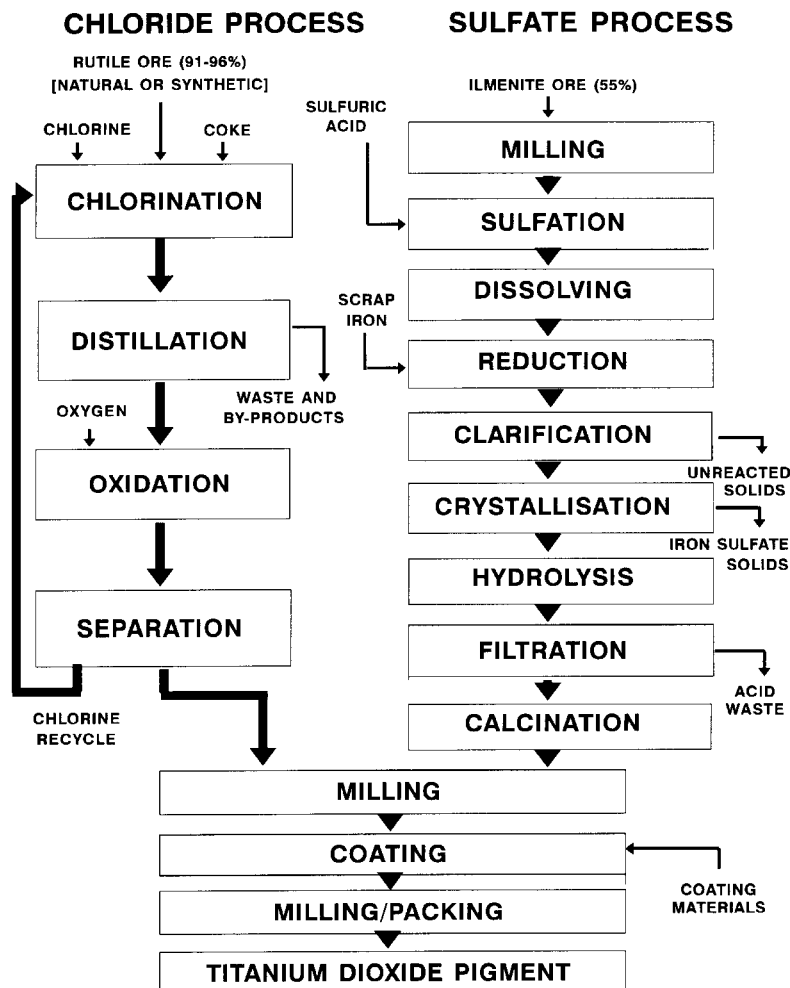 CHLORIDE PROCESS
RUTILE ORE (91-96%)
[NATURAL OR SYNTHETIC]
CHLORINE
COKE
CHLORINATION
DISTILLATION
WASTE AND
BY-PRODUCTS
OXYGEN
OXIDATION
SEPARATION
CHLORINE
RECYCLE
SULFATE PROCESS
ILMENITE ORE (55%)
SULFURIC
ACID
MILLING
SULFATION
DISSOLVING
SCRAP
IRON
REDUCTION
CLARIFICATION
UNREACTED
SOLIDS
CRYSTALLISATION
IRON SULFATE
SOLIDS
HYDROLYSIS
FILTRATION
ACID
WASTE
CALCINATION
MILLING
COATING
COATING
MATERIALS
MILLING/PACKING
TITANIUM DIOXIDE PIGMENT